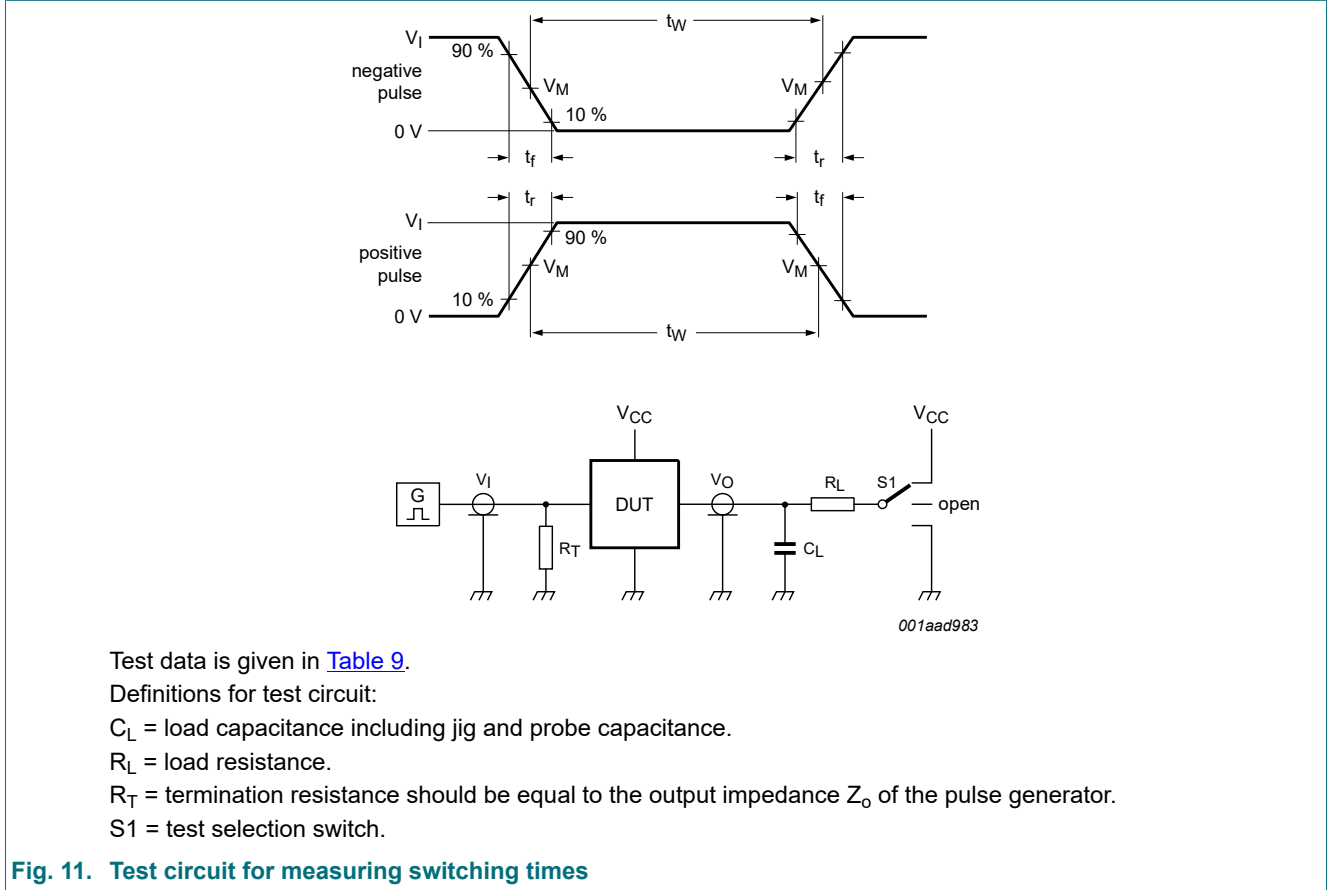 tW
VI
90 %
negative
pulse
VM
VM
10 %
0 V
tf
tr
tr
tf
VI
90 %
positive
pulse
VM
VM
10 %
0 V
tW
VCC
VCC
G
VI
DUT
VO
RL
S1
open
RT
CL
001aad983
Test data is given in Table 9.
Definitions for test circuit:
CL = load capacitance including jig and probe capacitance.
RL = load resistance.
RT = termination resistance should be equal to the output impedance Zo of the pulse generator.
S1 = test selection switch.
Fig. 11. Test circuit for measuring switching times